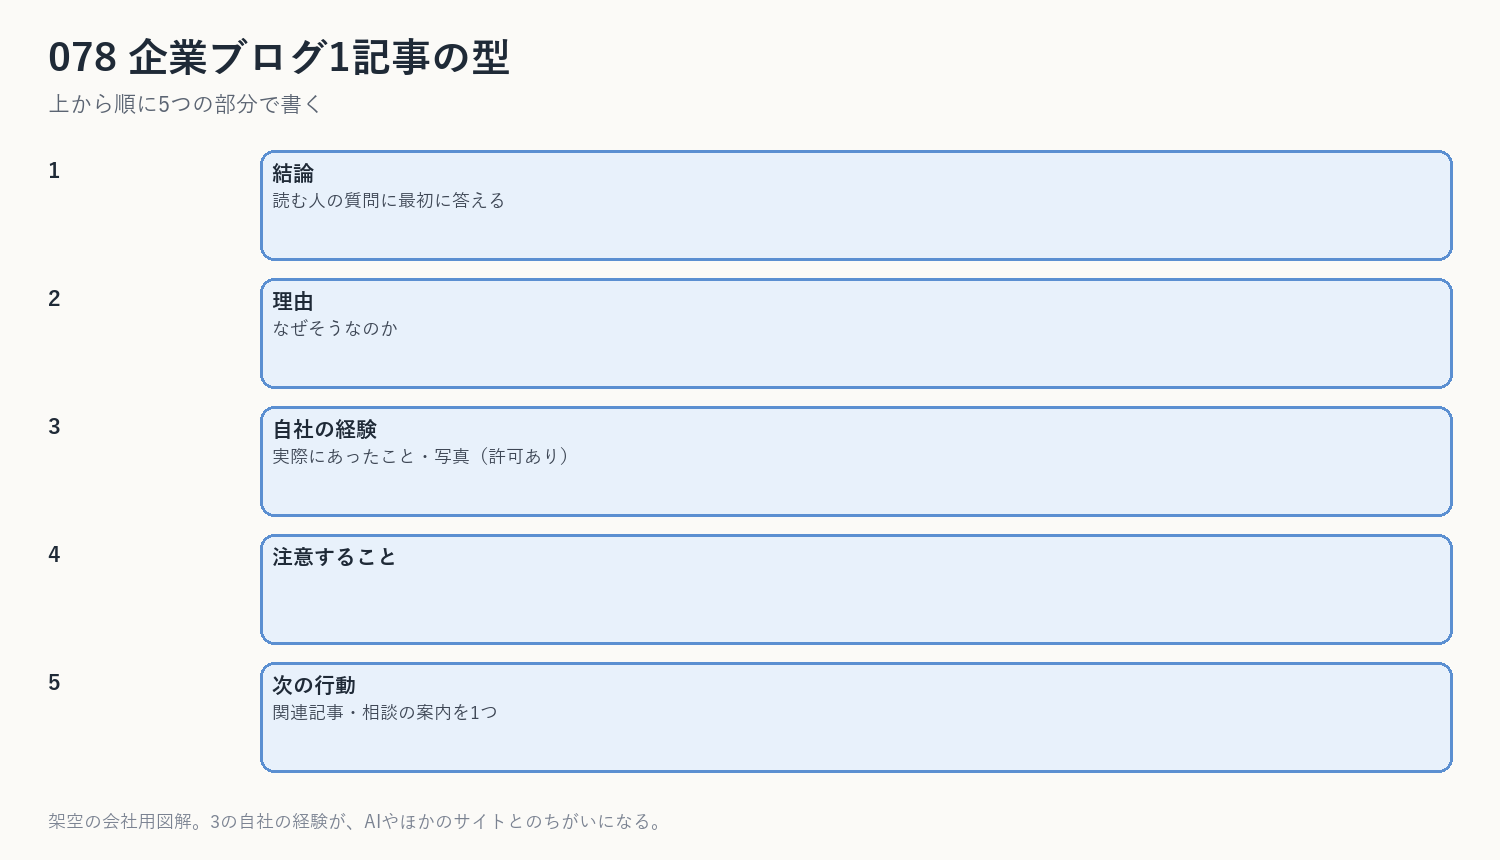 078 企業ブログ1記事の型
上から順に5つの部分で書く
1
結論
読む人の質問に最初に答える
2
理由
なぜそうなのか
3
自社の経験
実際にあったこと・写真（許可あり）
4
注意すること
5
次の行動
関連記事・相談の案内を1つ
架空の会社用図解。3の自社の経験が、AIやほかのサイトとのちがいになる。